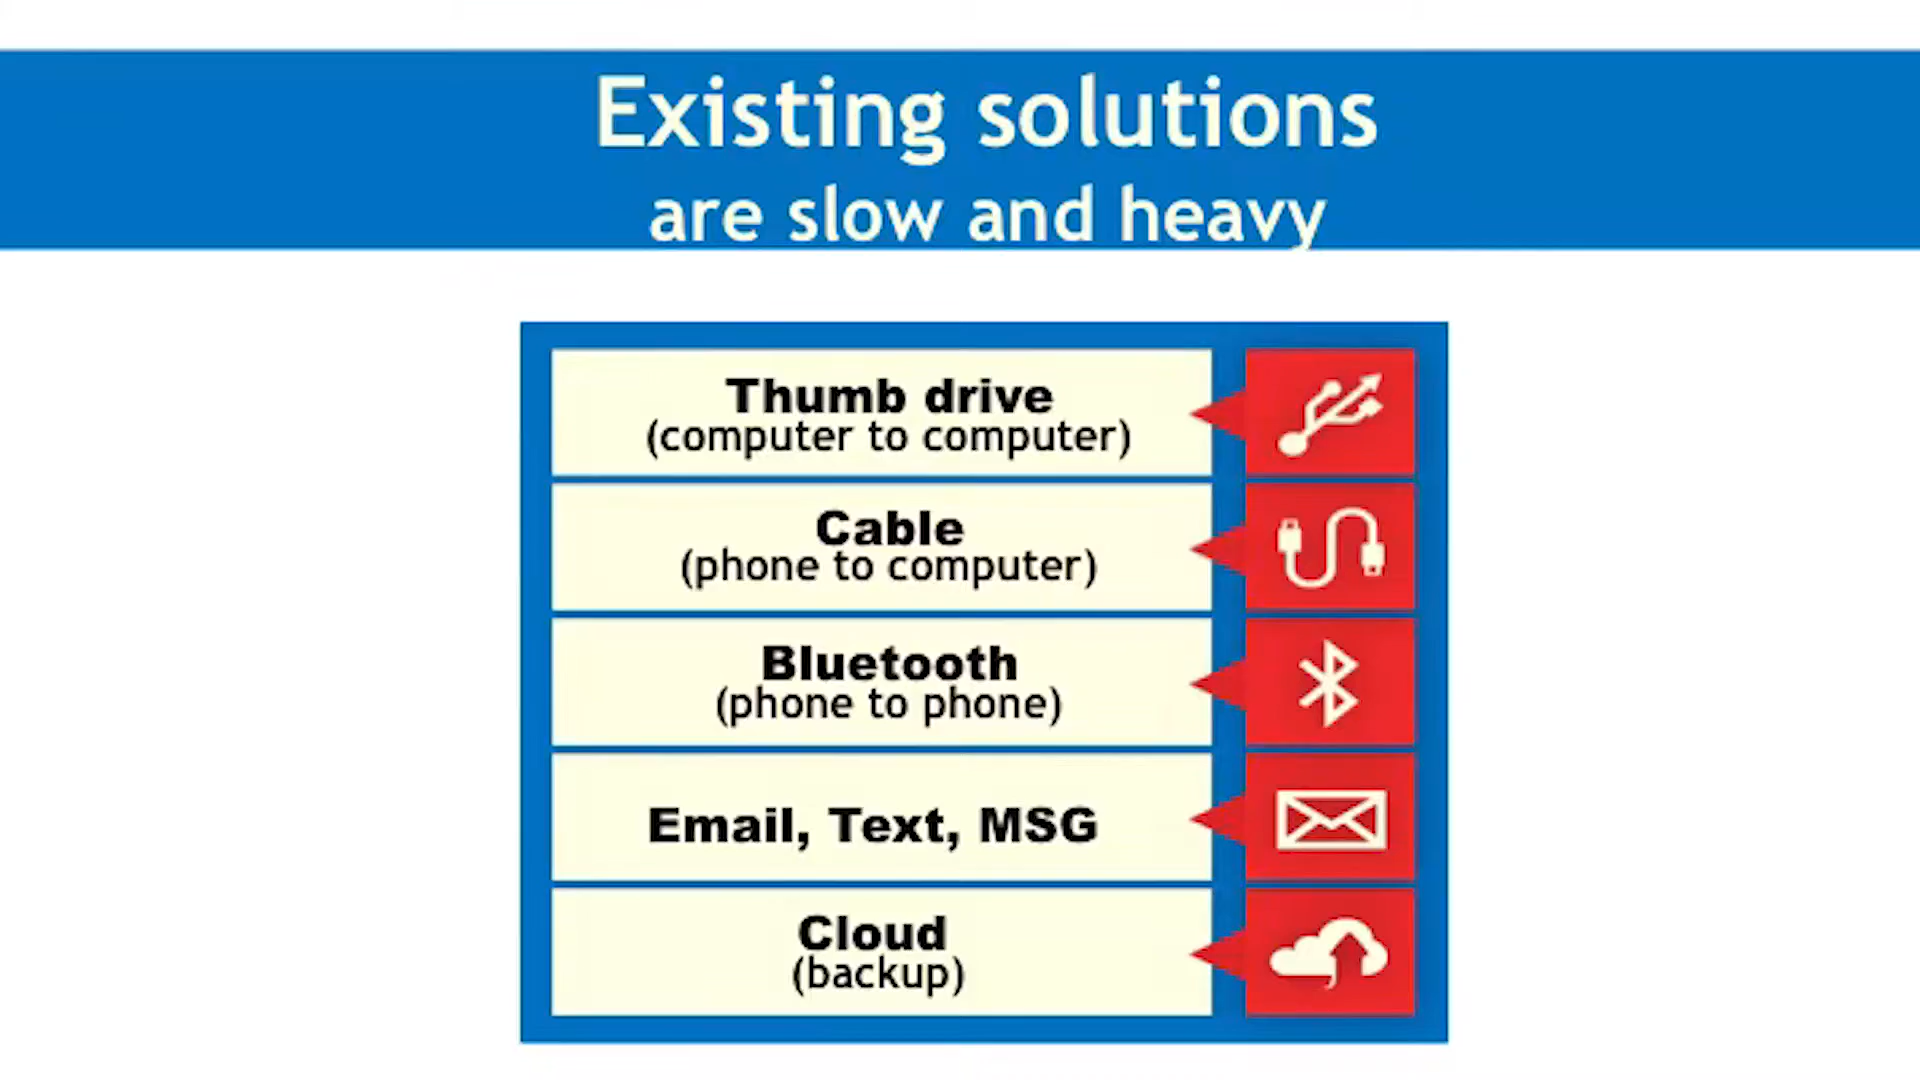 Existing solutions
are slow and heavy
Thumb drive
(computer to computer)
Cable
(phone to computer)
Bluetooth
(phone to phone)
Email, Text, MSG
Cloud
(backup)